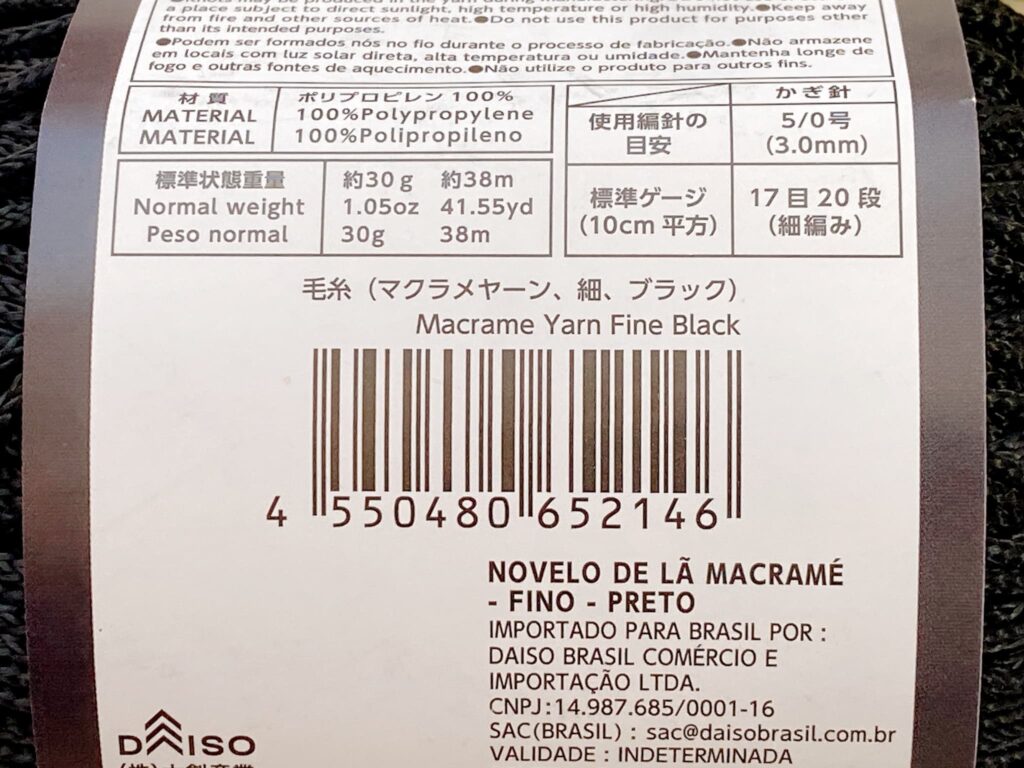 a place subject to direct sunlight, high temperature or high humidity.●Keep away
from fire and other sources of heat.●Do not use this product for purposes other
than its intended purposes.
●Podem ser formados nós no fio durante o processo de fabricação.●Não armazene
em locais com luz solar direta, alta temperatura ou umidade.●Mantenha longe de
fogo e outras fontes de aquecimento.●Não utilize o produto para outros fins.
材質 ポリプロピレン 100%
MATERIAL 100%Polypropylene
MATERIAL 100%Polipropileno
標準状態重量 約30g 約38m
Normal weight 1.05oz 41.55yd
Peso normal 30g 38m
かぎ針
使用編針の目安 5/0号
(3.0mm)
標準ゲージ 17目20段
(10cm平方) (細編み)
毛糸(マクラメヤーン、細、ブラック)
Macrame Yarn Fine Black
4 550480 652146
NOVELO DE LÃ MACRAMÉ
- FINO - PRETO
IMPORTADO PARA BRASIL POR :
DAISO BRASIL COMÉRCIO E
IMPORTAÇÃO LTDA.
CNPJ:14.987.685/0001-16
SAC(BRASIL) : sac@daisobrasil.com.br
VALIDADE : INDETERMINADA
DAISO